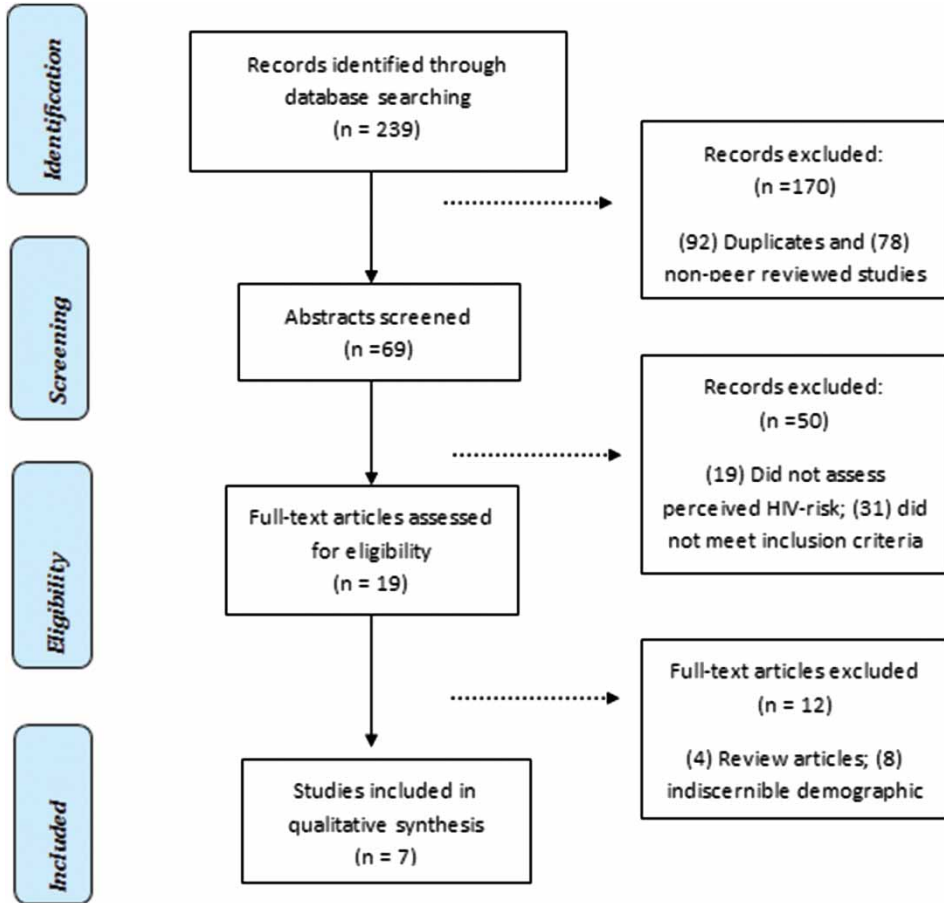 Identification
Records identified through
database searching
(n = 239)
Records excluded:
(n =170)
(92) Duplicates and (78)
non-peer reviewed studies
Screening
Abstracts screened
(n =69)
Records excluded:
(n =50)
(19) Did not assess
perceived HIV-risk; (31) did
not meet inclusion criteria
Eligibility
Full-text articles assessed
for eligibility
(n = 19)
Full-text articles excluded
(n = 12)
(4) Review articles; (8)
indiscernible demographic
Included
Studies included in
qualitative synthesis
(n = 7)